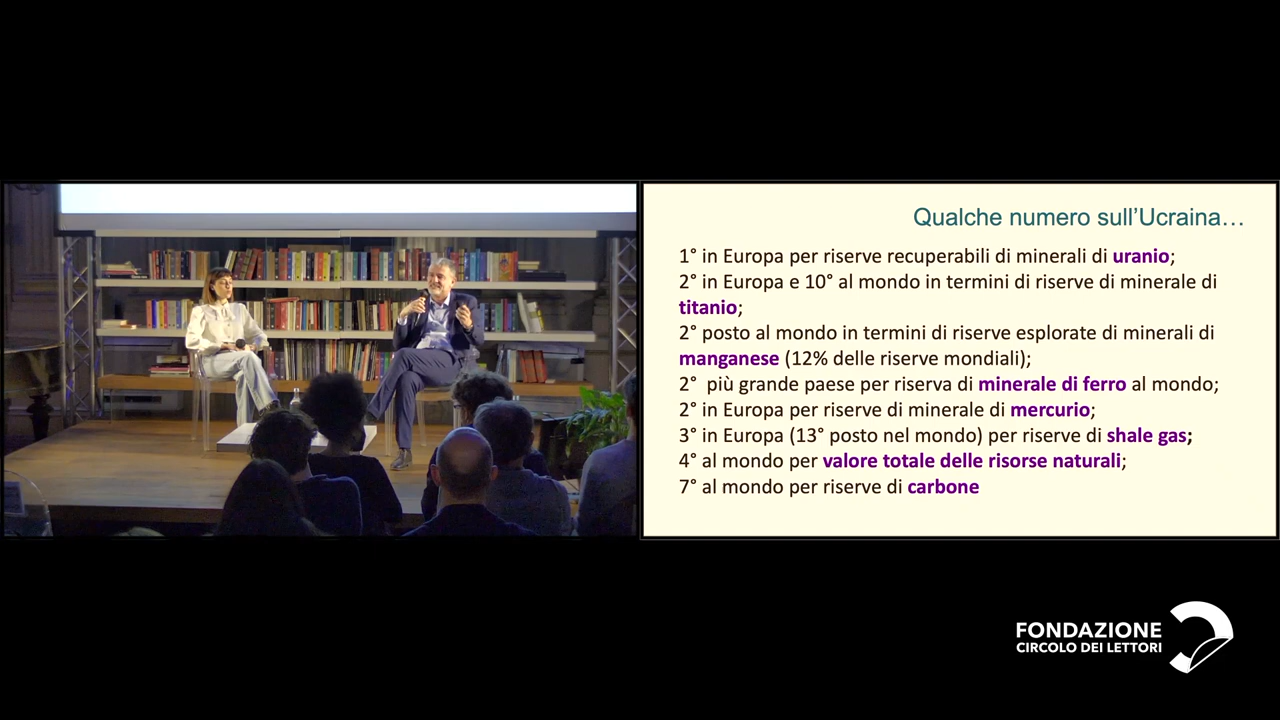 Qualche numero sull’Ucraina…
1° in Europa per riserve recuperabili di minerali di uranio;
2° in Europa e 10° al mondo in termini di riserve di minerale di
titanio;
2° posto al mondo in termini di riserve esplorate di minerali di
manganese (12% delle riserve mondiali);
2° più grande paese per riserva di minerale di ferro al mondo;
2° in Europa per riserve di minerale di mercurio;
3° in Europa (13° posto nel mondo) per riserve di shale gas;
4° al mondo per valore totale delle risorse naturali;
7° al mondo per riserve di carbone
FONDAZIONE
CIRCOLO DEI LETTORI